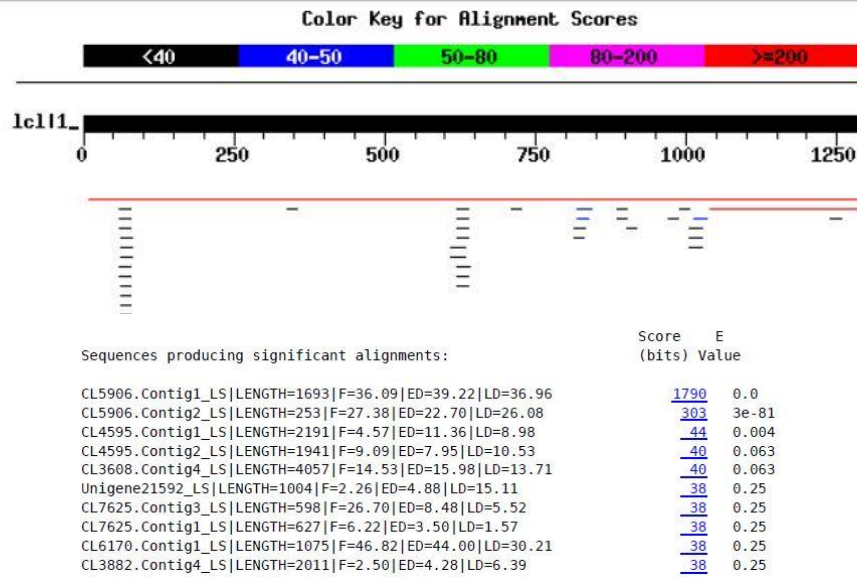 Color Key for Alignment Scores
<40 40-50 50-80 80-200 >=200
lcl|1_
0 250 500 750 1000 1250
Score E
Sequences producing significant alignments: (bits) Value
CL5906.Contig1_LS|LENGTH=1693|F=36.09|ED=39.22|LD=36.96 1790 0.0
CL5906.Contig2_LS|LENGTH=253|F=27.38|ED=22.70|LD=26.08 303 3e-81
CL4595.Contig1_LS|LENGTH=2191|F=4.57|ED=11.36|LD=8.98 44 0.004
CL4595.Contig2_LS|LENGTH=1941|F=9.09|ED=7.95|LD=10.53 40 0.063
CL3608.Contig4_LS|LENGTH=4057|F=14.53|ED=15.98|LD=13.71 40 0.063
Unigene21592_LS|LENGTH=1004|F=2.26|ED=4.88|LD=15.11 38 0.25
CL7625.Contig3_LS|LENGTH=598|F=26.70|ED=8.48|LD=5.52 38 0.25
CL7625.Contig1_LS|LENGTH=627|F=6.22|ED=3.50|LD=1.57 38 0.25
CL6170.Contig1_LS|LENGTH=1075|F=46.82|ED=44.00|LD=30.21 38 0.25
CL3882.Contig4_LS|LENGTH=2011|F=2.50|ED=4.28|LD=6.39 38 0.25